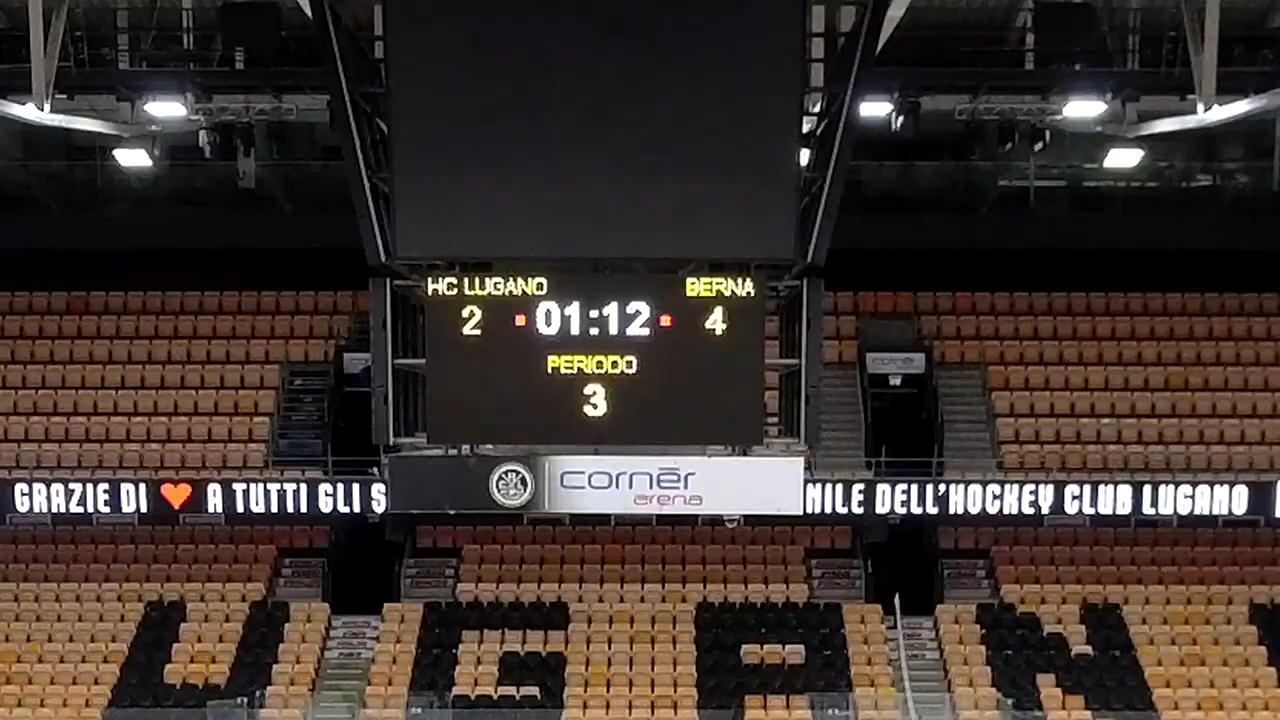 HC LUGANO BERNA
2 01:12 4
PERIODO
3
GRAZIE DI ❤ A TUTTI GLI S
cornèr
arena
NILE DELL'HOCKEY CLUB LUGANO
UGAN